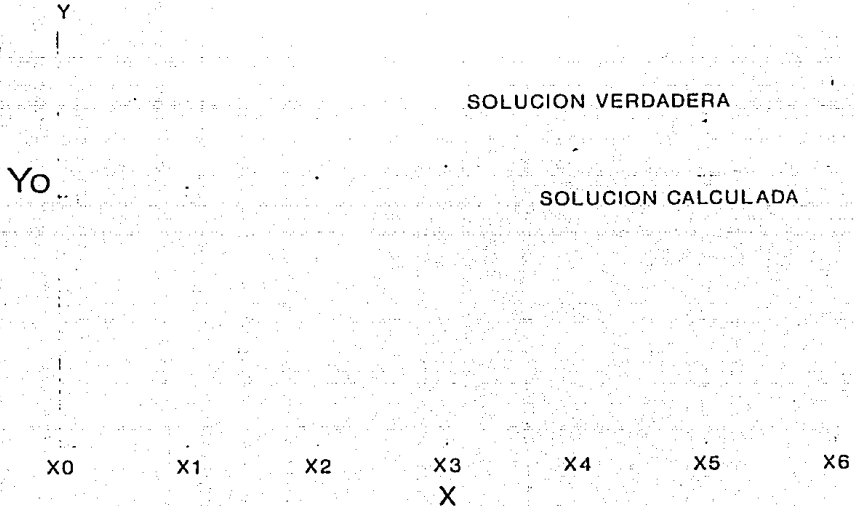 Y
SOLUCION VERDADERA
Yo
SOLUCION CALCULADA
X0 X1 X2 X3 X4 X5 X6
X